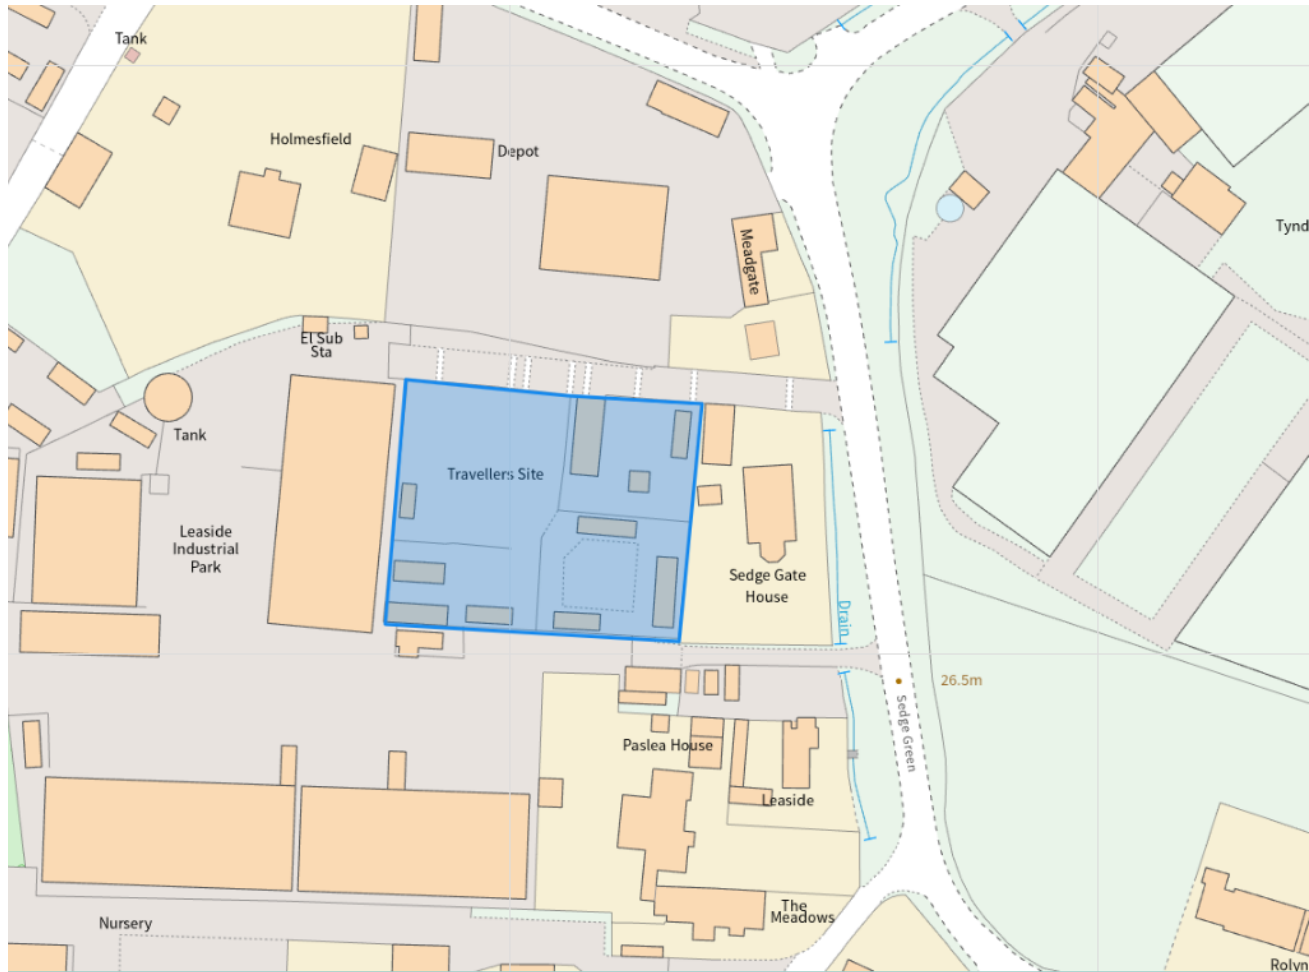 Tank
Holmesfield
Depot
Tynd
Meadgate
El Sub
Sta
Tank
Travellers Site
Leaside
Industrial
Park
Sedge Gate
House
Drain
26.5m
Sedge Green
Paslea House
Leaside
The
Meadows
Nursery
Rolyn